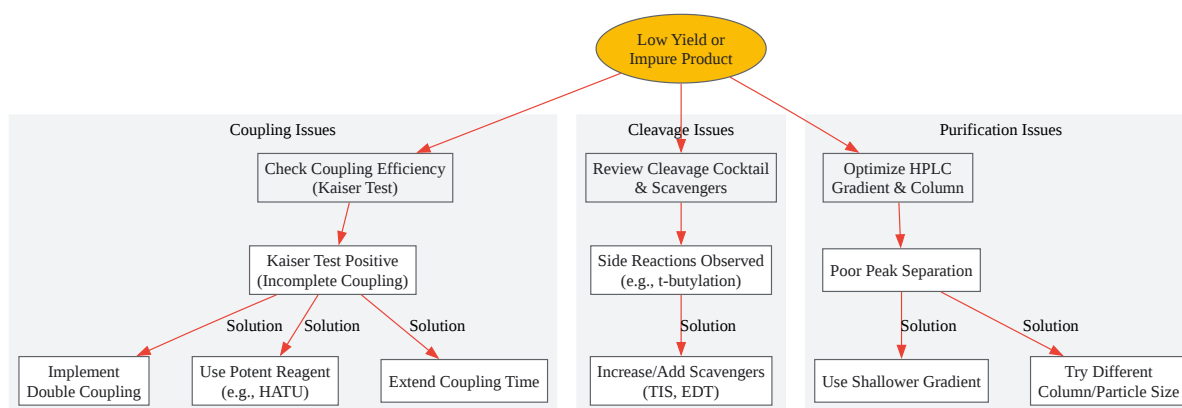 Low Yield or
Impure Product
Coupling Issues
Cleavage Issues
Purification Issues
Check Coupling Efficiency
(Kaiser Test)
Review Cleavage Cocktail
& Scavengers
Optimize HPLC
Gradient & Column
Kaiser Test Positive
(Incomplete Coupling)
Side Reactions Observed
(e.g., t-butylation)
Poor Peak Separation
Solution
Solution
Solution
Solution
Solution
Solution
Implement
Double Coupling
Use Potent Reagent
(e.g., HATU)
Extend Coupling Time
Increase/Add Scavengers
(TIS, EDT)
Use Shallower Gradient
Try Different
Column/Particle Size